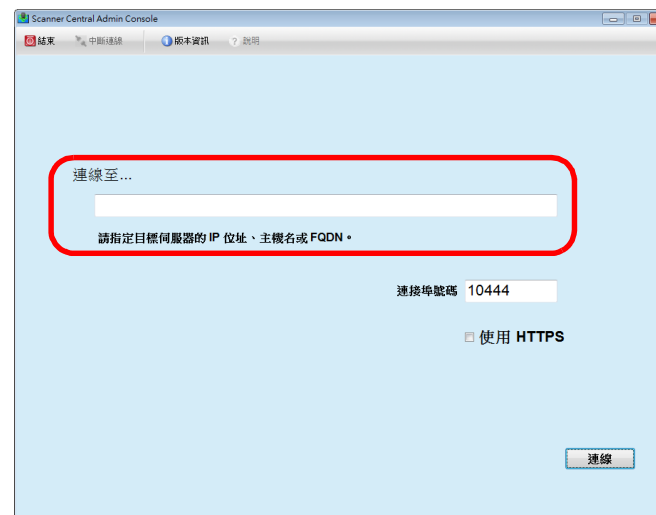 Scanner Central Admin Console
結束 中斷連線 版本資訊 ? 說明
連線至...
請指定目標伺服器的 IP 位址、主機名或 FQDN。
連接埠號碼 10444
使用 HTTPS
連線